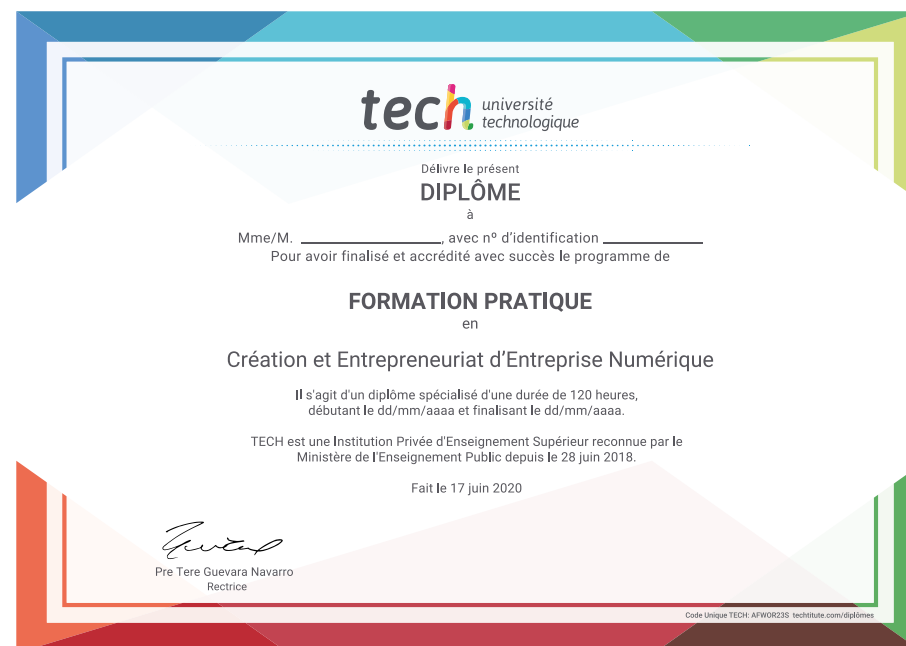 tech université
technologique
Délivre le présent
DIPLÔME
à
Mme/M. ____________________, avec nº d'identification ______________
Pour avoir finalisé et accrédité avec succès le programme de
FORMATION PRATIQUE
en
Création et Entrepreneuriat d'Entreprise Numérique
Il s'agit d'un diplôme spécialisé d'une durée de 120 heures,
débutant le dd/mm/aaaa et finalisant le dd/mm/aaaa.
TECH est une Institution Privée d'Enseignement Supérieur reconnue par le
Ministère de l'Enseignement Public depuis le 28 juin 2018.
Fait le 17 juin 2020
Pre Tere Guevara Navarro
Rectrice
Code Unique TECH: AFWOR23S techtitute.com/diplômes